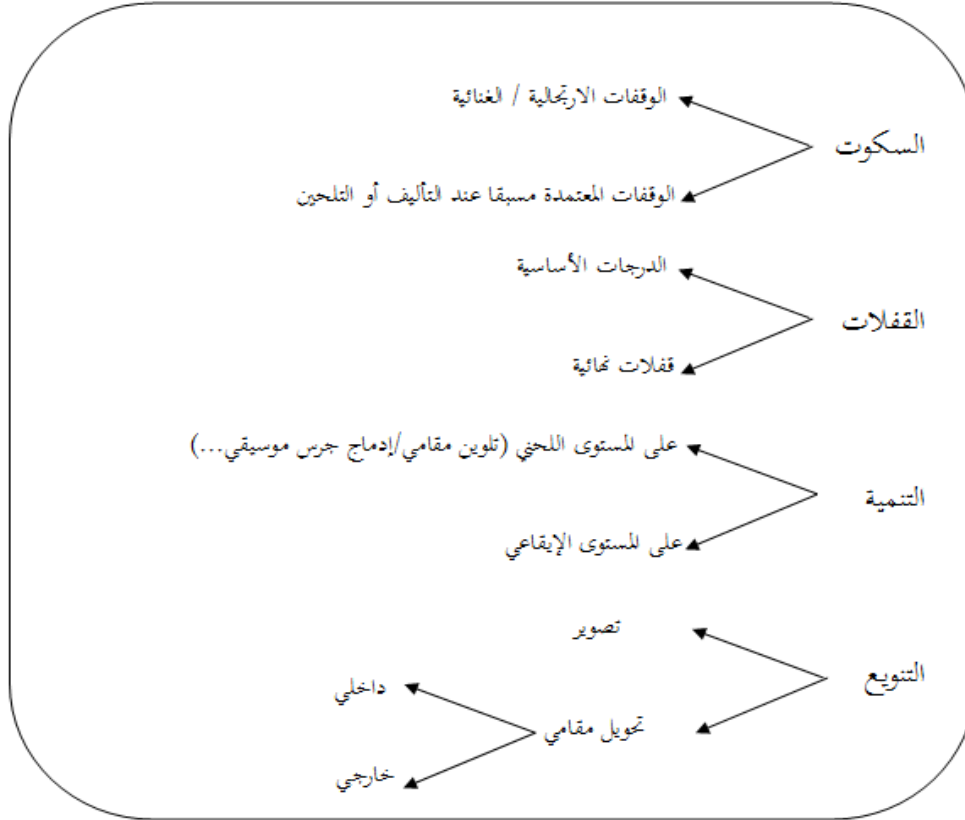 الوقفات الارتجالية / الغنائية
السكوت
الوقفات المعتمدة مسبقا عند التأليف أو التلحين
الدرجات الأساسية
القفلات
قفلات نهائية
على المستوى اللحني (تلوين مقامي/إدماج جرس موسيقي...)
التنمية
على المستوى الإيقاعي
تصوير
التنويع
داخلي
تحويل مقامي
خارجي